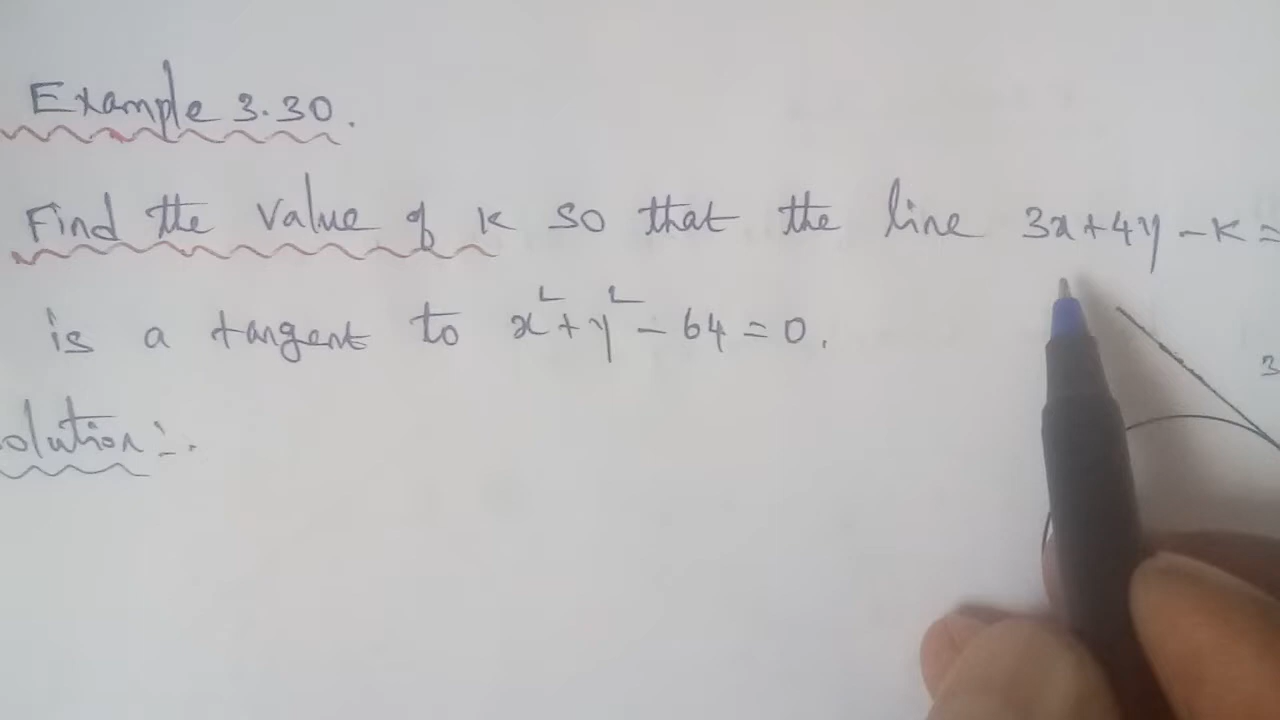 Example 3.30.
Find the value of k so that the line 3x+4y-k=
is a tangent to x²+y²-64=0.
olution:-
3